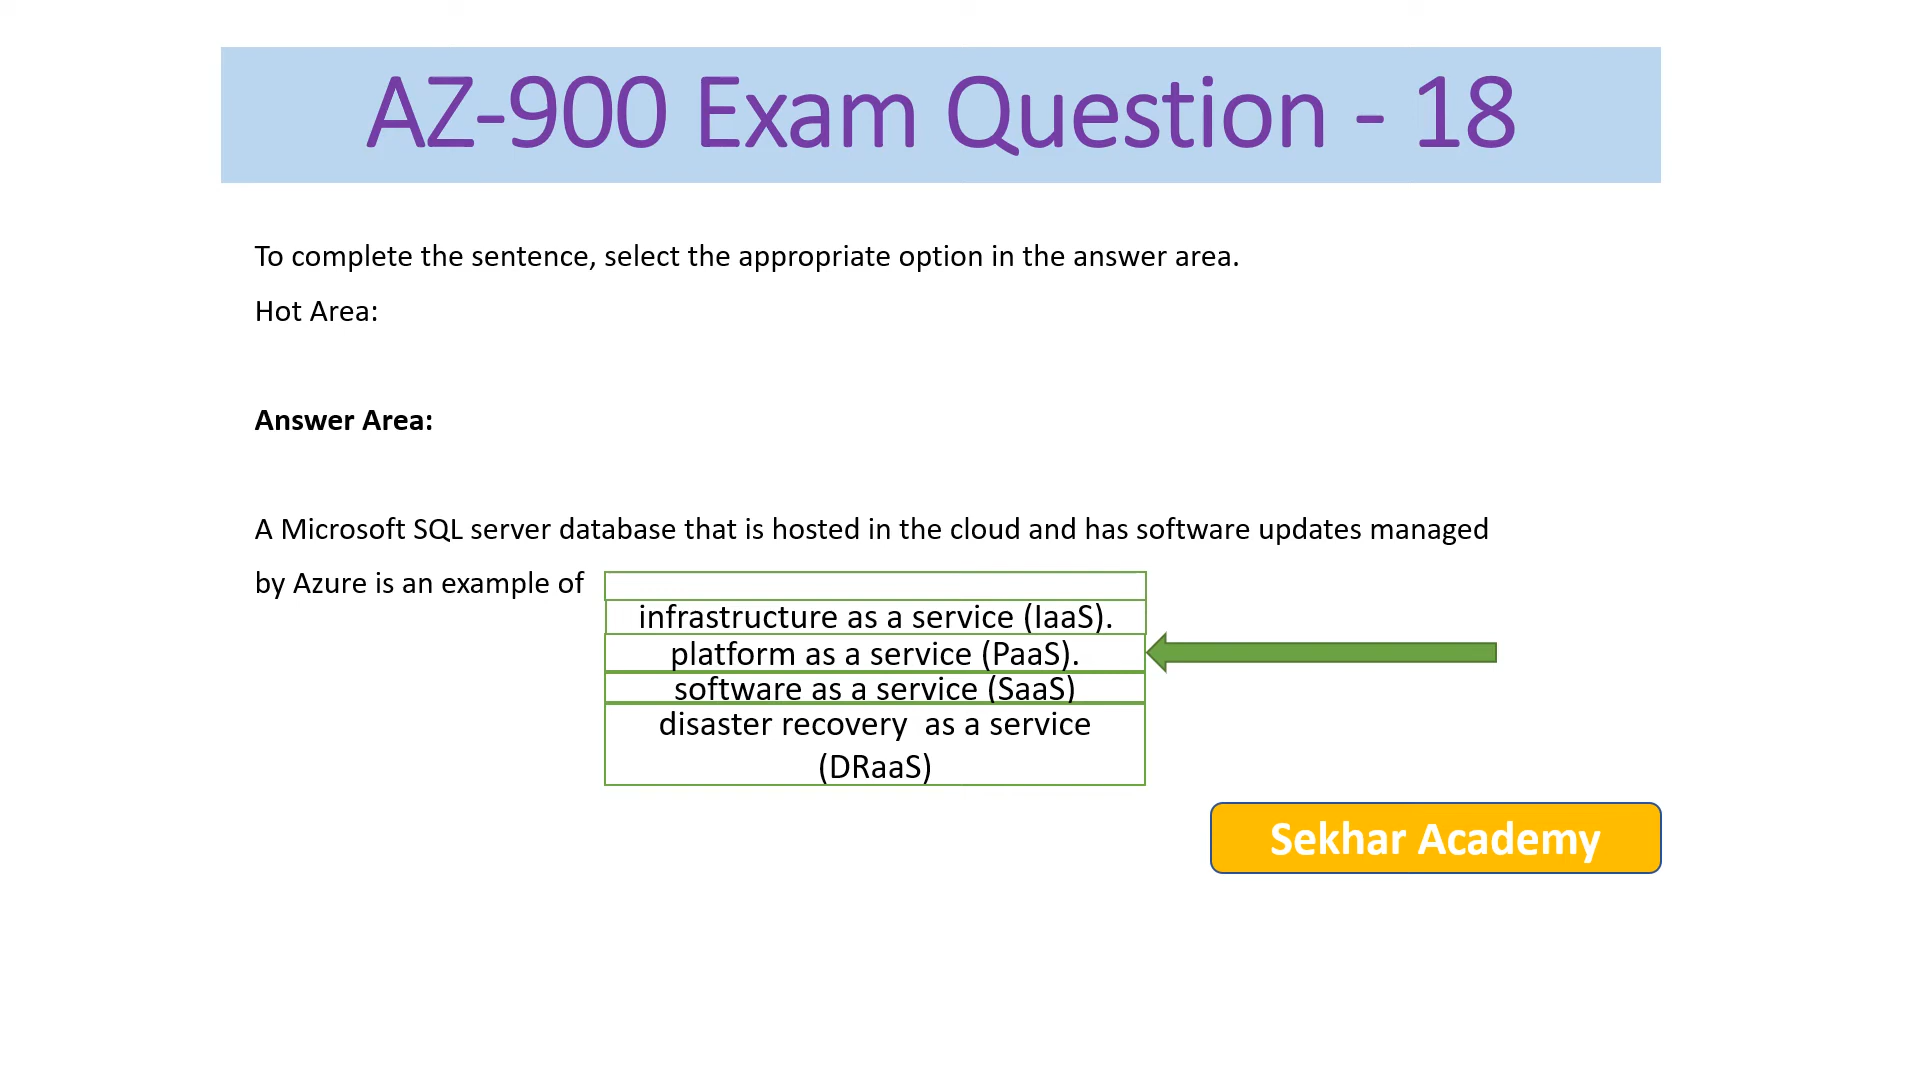 AZ-900 Exam Question - 18
To complete the sentence, select the appropriate option in the answer area.
Hot Area:
Answer Area:
A Microsoft SQL server database that is hosted in the cloud and has software updates managed
by Azure is an example of
infrastructure as a service (IaaS).
platform as a service (PaaS).
software as a service (SaaS)
disaster recovery  as a service
(DRaaS)
Sekhar Academy